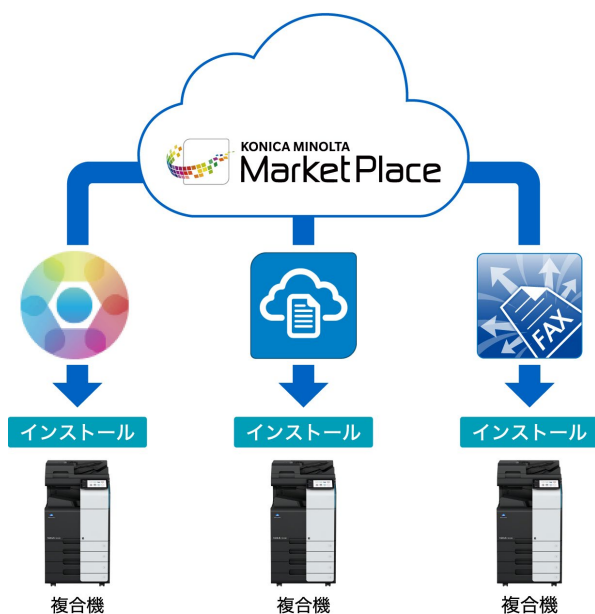 KONICA MINOLTA
MarketPlace
FAX
インストール
インストール
インストール
複合機
複合機
複合機